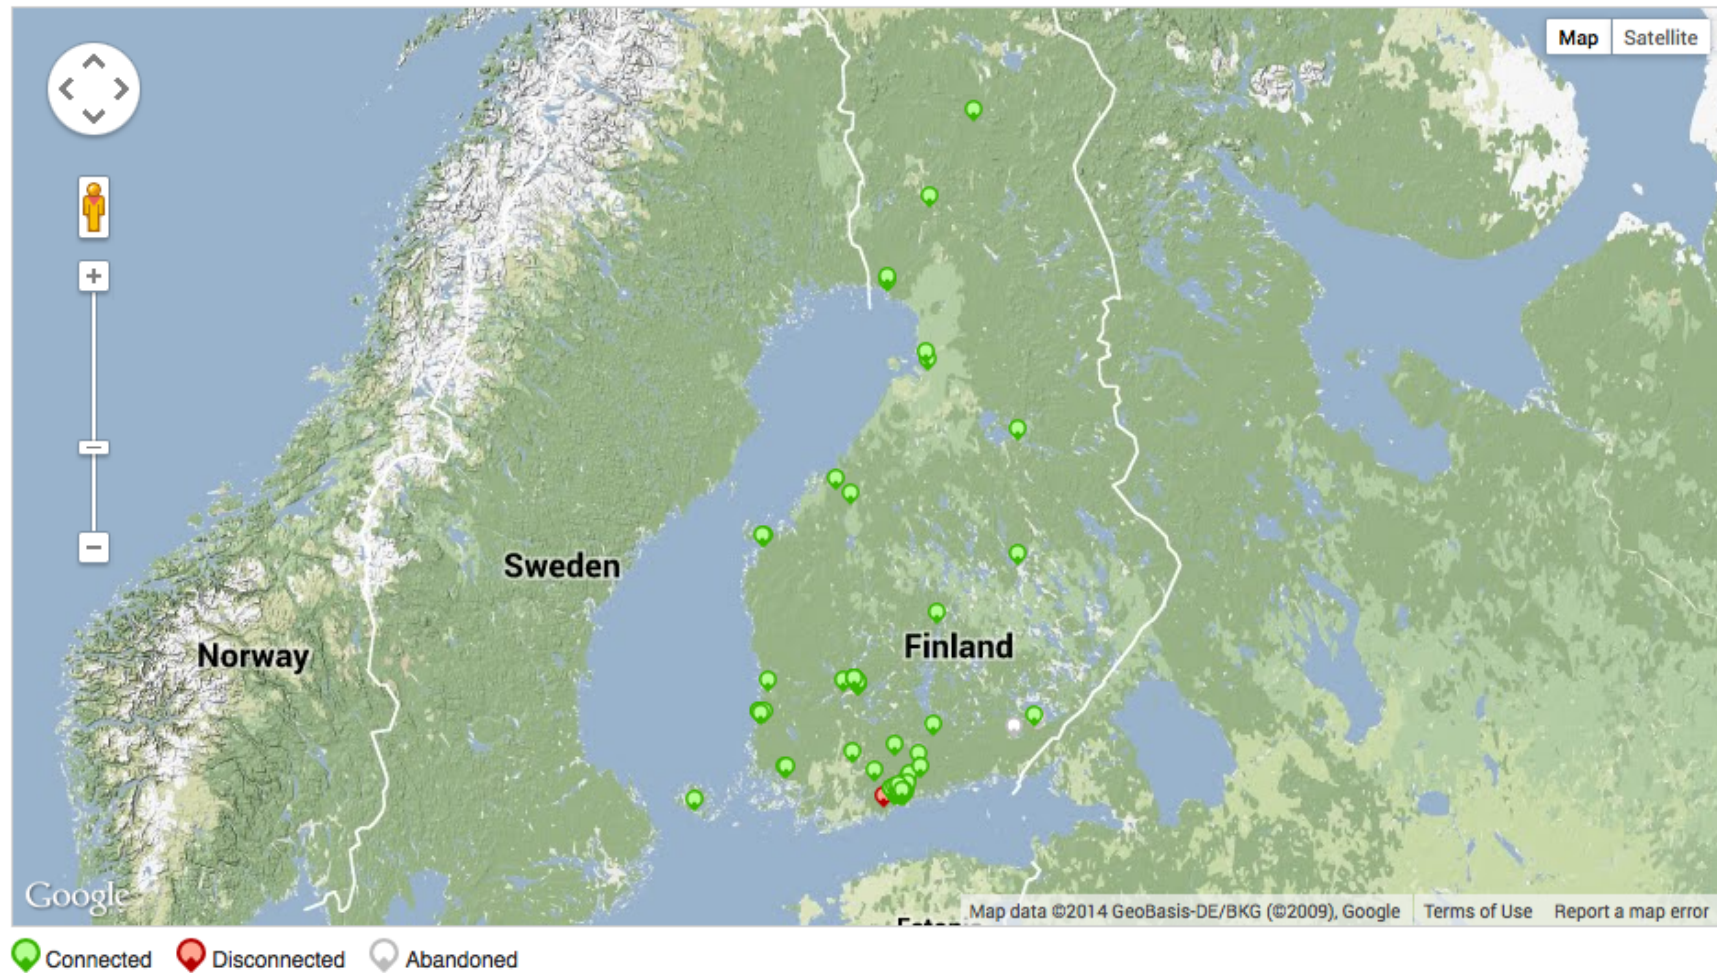 Map Satellite
Sweden
Norway
Finland
Google
Map data ©2014 GeoBasis-DE/BKG (©2009), Google Terms of Use Report a map error
Connected Disconnected Abandoned